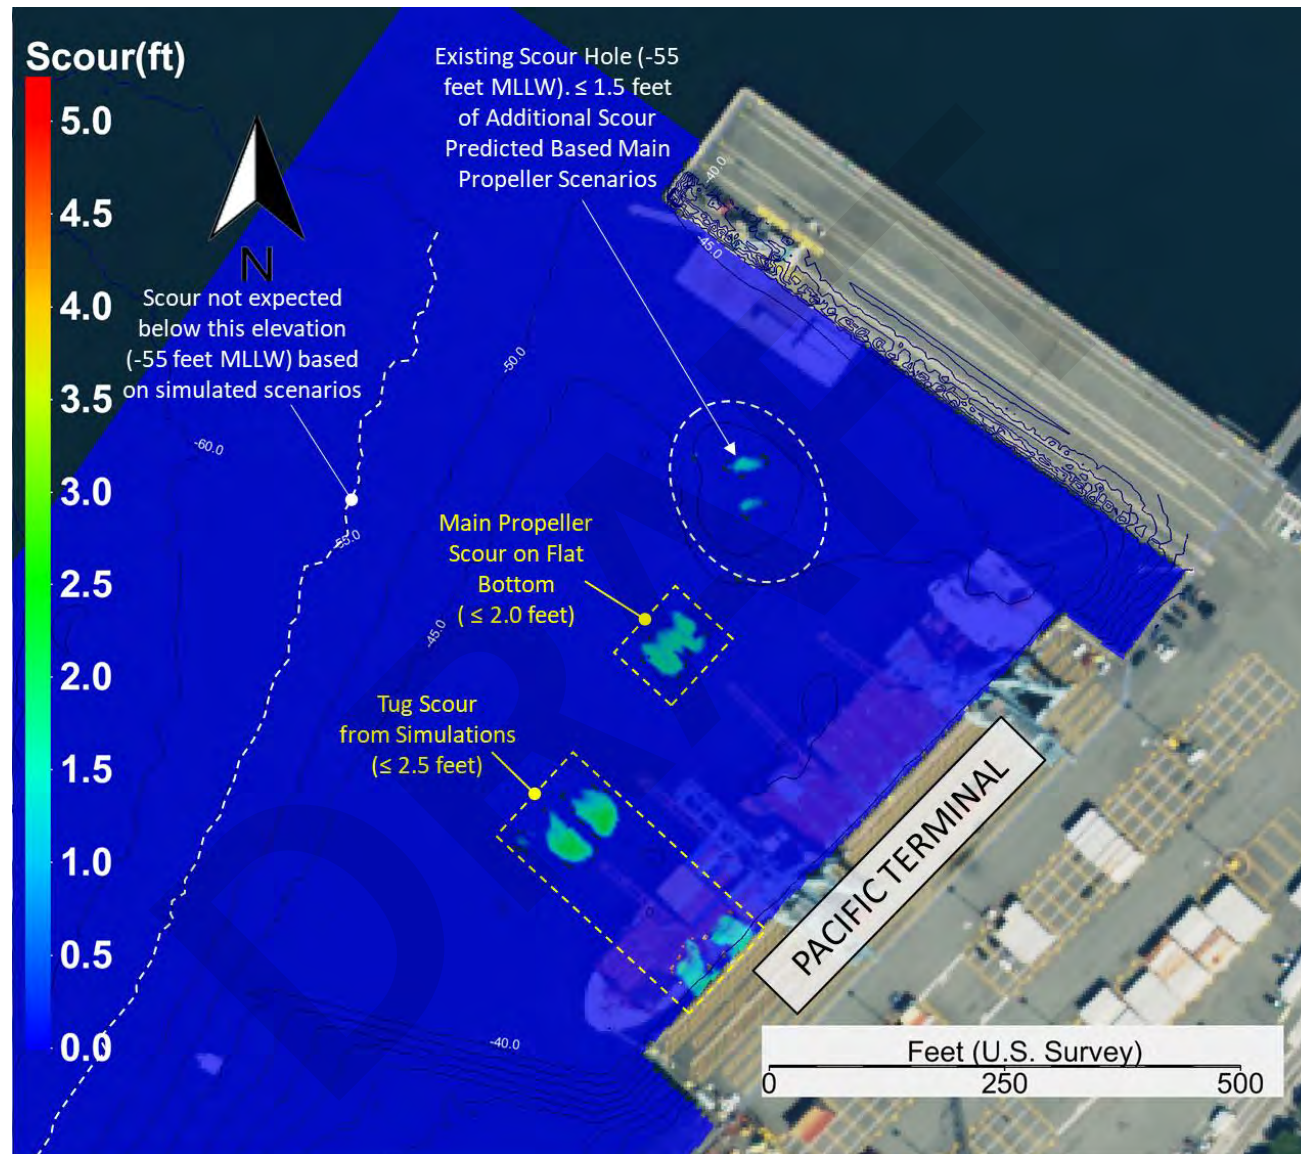 Scour(ft)
5.0
4.5
4.0
3.5
3.0
2.5
2.0
1.5
1.0
0.5
0.0
N
Existing Scour Hole (-55
feet MLLW). ≤ 1.5 feet
of Additional Scour
Predicted Based Main
Propeller Scenarios
Scour not expected
below this elevation
(-55 feet MLLW) based
on simulated scenarios
Main Propeller
Scour on Flat
Bottom
( ≤ 2.0 feet)
Tug Scour
from Simulations
(≤ 2.5 feet)
-40.0
-45.0
-50.0
-60.0
-55.0
-45.0
-40.0
PACIFIC TERMINAL
Feet (U.S. Survey)
0 250 500
DRAFT